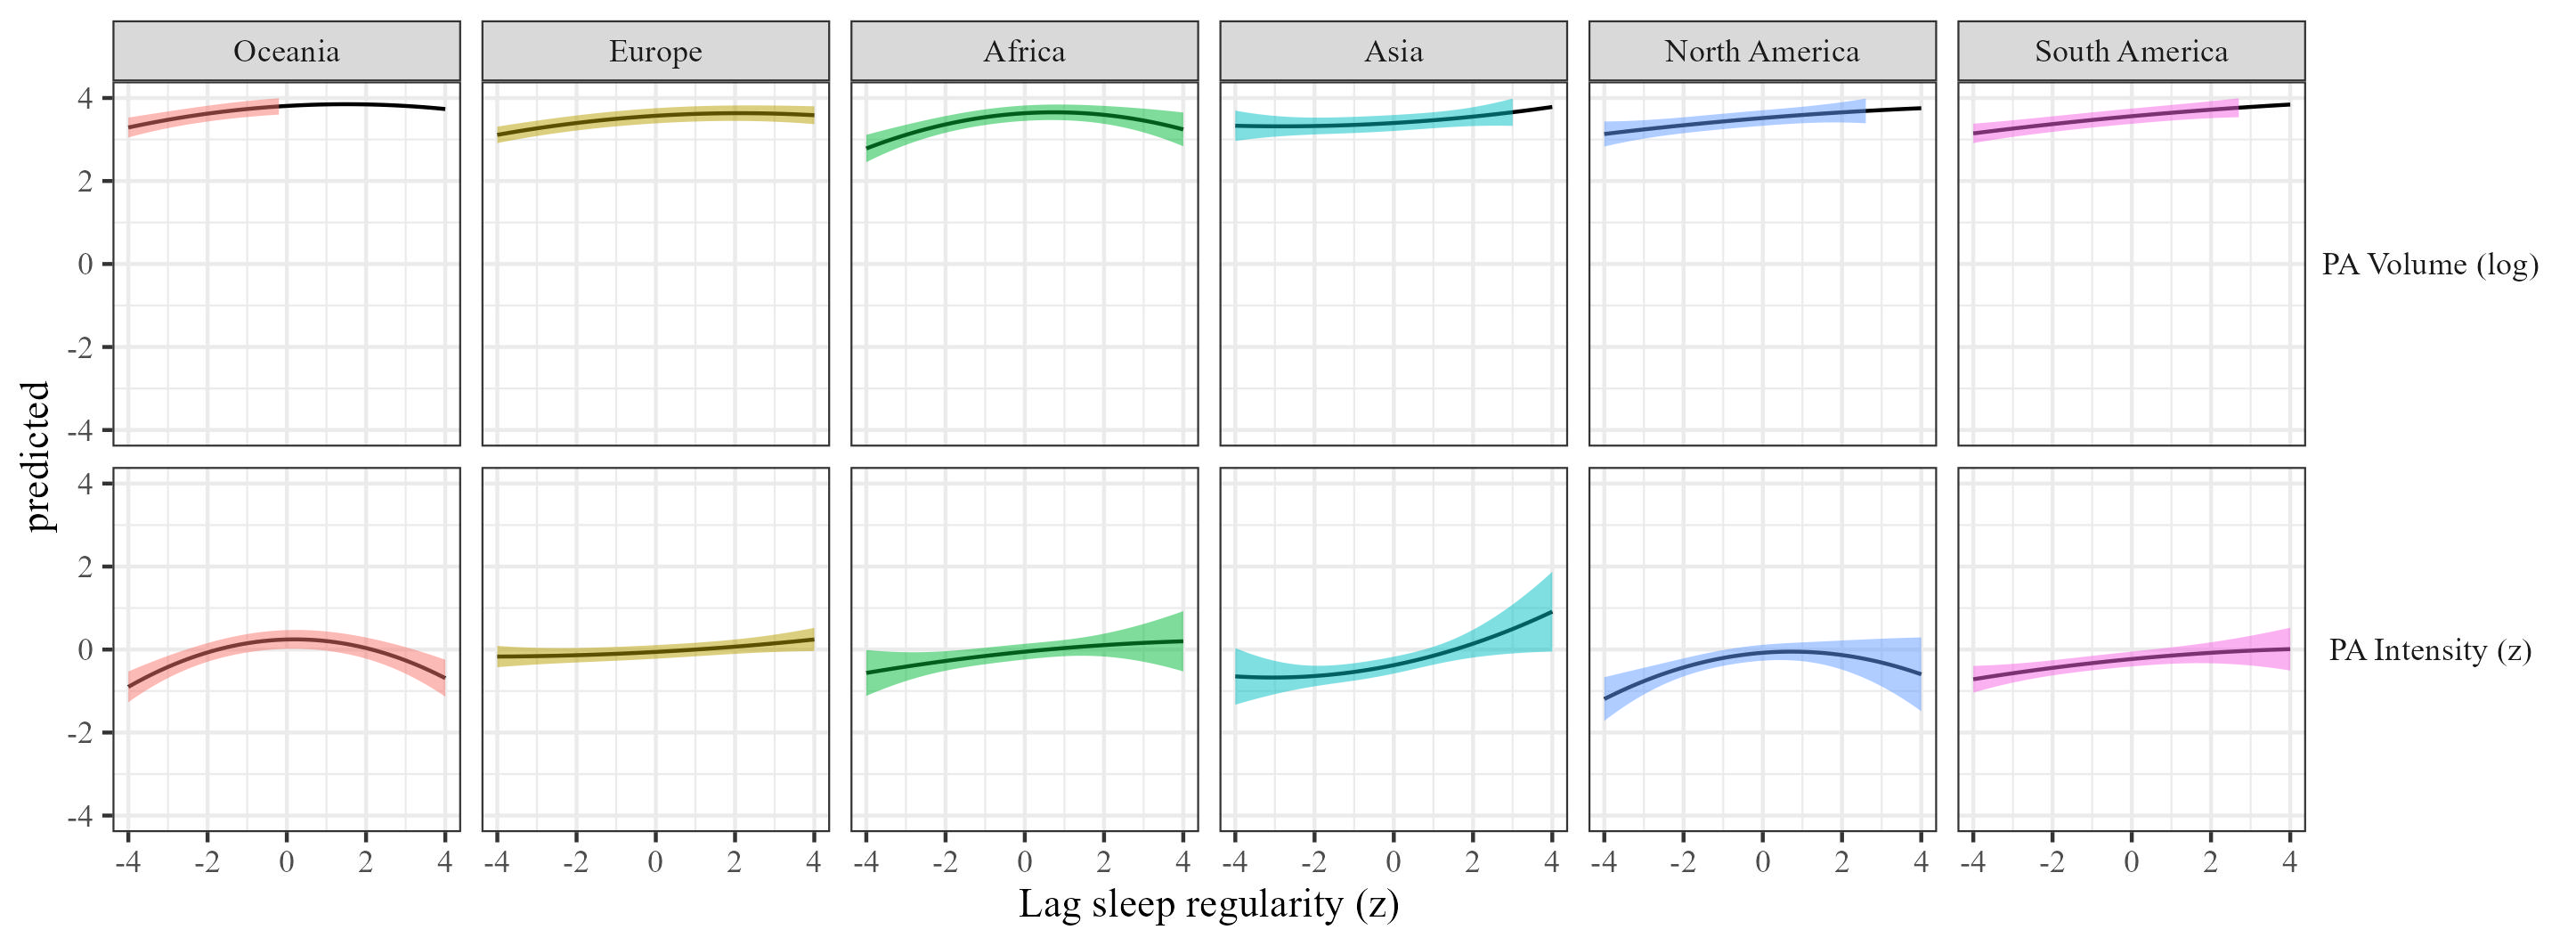 Oceania Europe Africa Asia North America South America
4
2
0
-2
-4
PA Volume (log)
predicted
4
2
0
-2
-4
PA Intensity (z)
-4 -2 0 2 4 -4 -2 0 2 4 -4 -2 0 2 4 -4 -2 0 2 4 -4 -2 0 2 4 -4 -2 0 2 4
Lag sleep regularity (z)